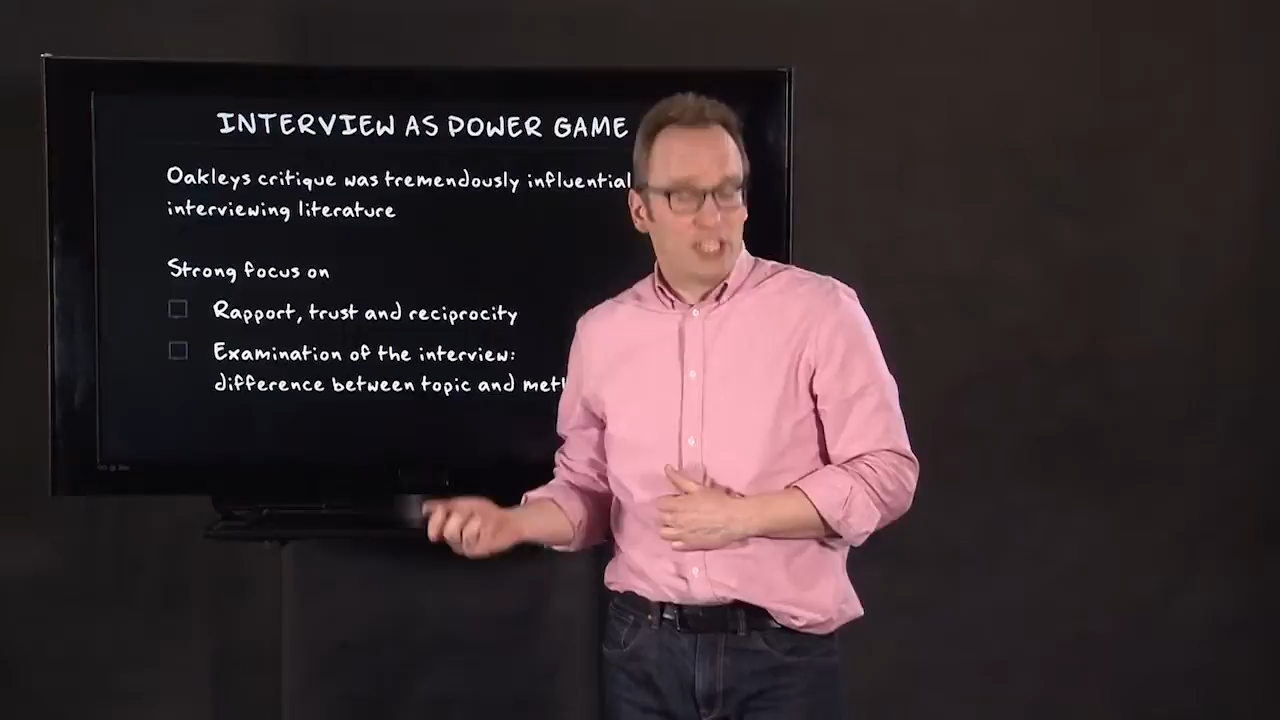 INTERVIEW AS POWER GAME
Oakleys critique was tremendously influential
interviewing literature
Strong focus on
Rapport, trust and reciprocity
Examination of the interview:
difference between topic and